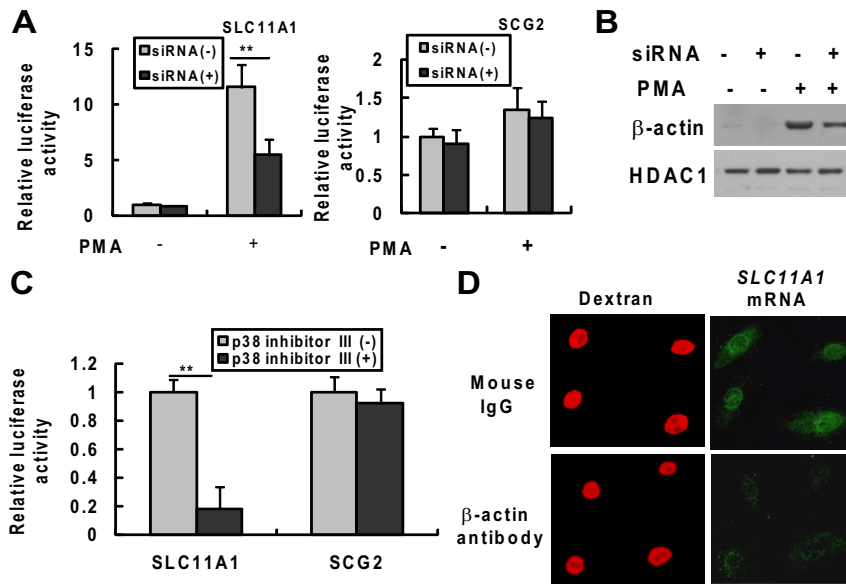 A
SLC11A1
Relative luciferase
activity
15
10
5
0
siRNA(-)
siRNA(+)
**
PMA - +
SCG2
Relative luciferase
activity
2
1.5
1
0.5
0
siRNA(-)
siRNA(+)
PMA - +
B
siRNA - + - +
PMA - - + +
β-actin
HDAC1
C
Relative luciferase
activity
1.2
1
0.8
0.6
0.4
0.2
0
p38 inhibitor III (-)
p38 inhibitor III (+)
**
SLC11A1 SCG2
D
Dextran
SLC11A1
mRNA
Mouse
IgG
β-actin
antibody